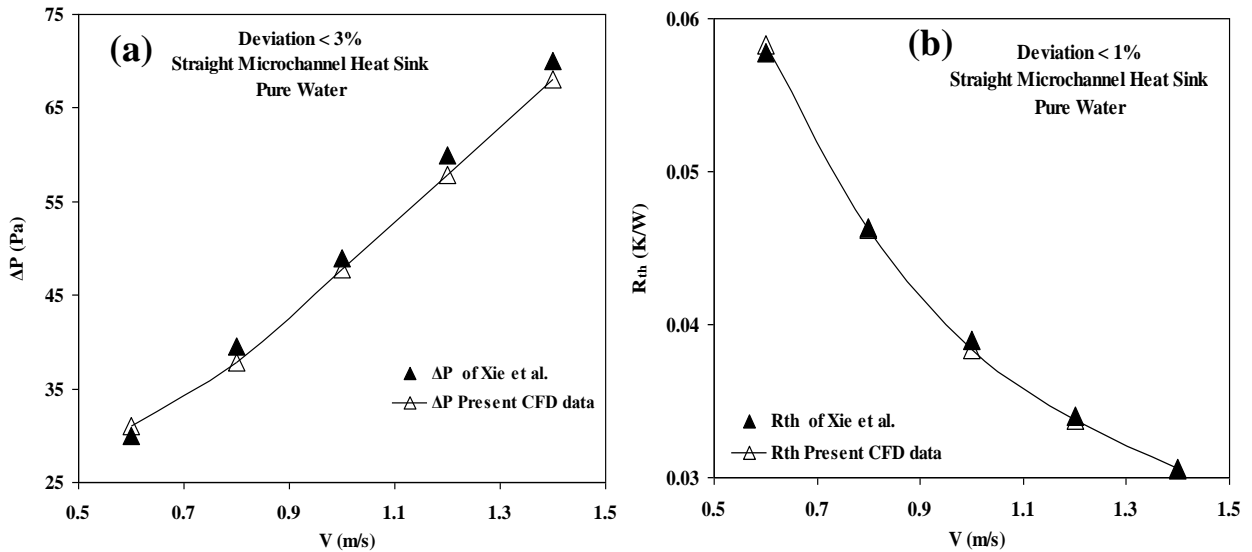 (a)
Deviation < 3%
Straight Microchannel Heat Sink
Pure Water
75
65
55
45
35
25
ΔP (Pa)
▲ ΔP of Xie et al.
△ ΔP Present CFD data
0.5 0.7 0.9 1.1 1.3 1.5
V (m/s)
(b)
Deviation < 1%
Straight Microchannel Heat Sink
Pure Water
0.06
0.05
0.04
0.03
Rth (K/W)
▲ Rth of Xie et al.
△ Rth Present CFD data
0.5 0.7 0.9 1.1 1.3 1.5
V (m/s)